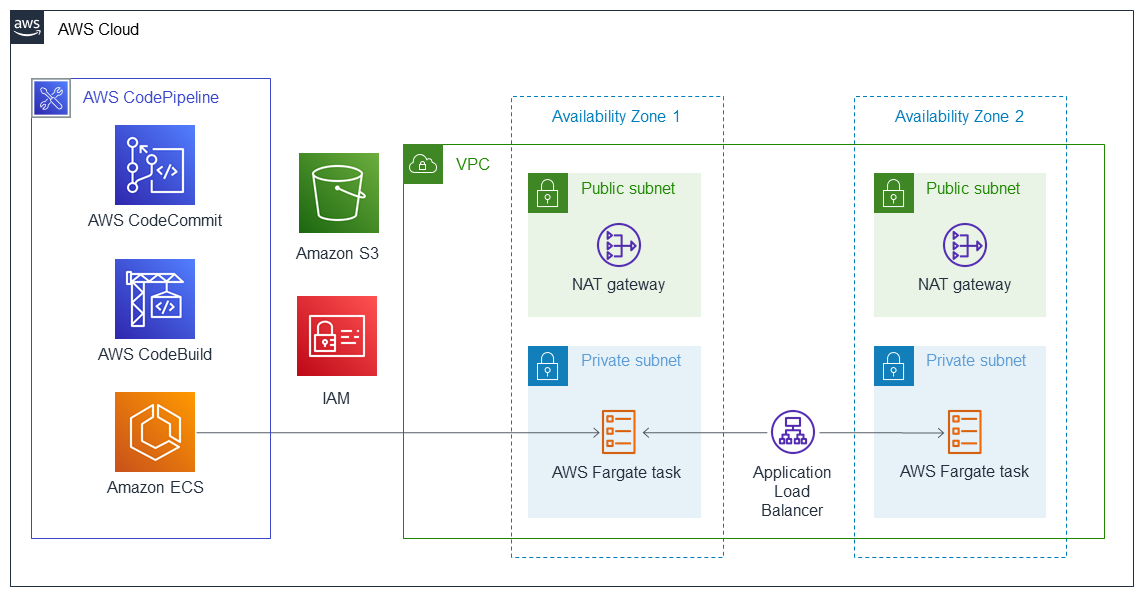 aws
AWS Cloud
AWS CodePipeline
AWS CodeCommit
AWS CodeBuild
Amazon ECS
Amazon S3
IAM
VPC
Availability Zone 1
Public subnet
NAT gateway
Private subnet
AWS Fargate task
Application
Load
Balancer
Availability Zone 2
Public subnet
NAT gateway
Private subnet
AWS Fargate task